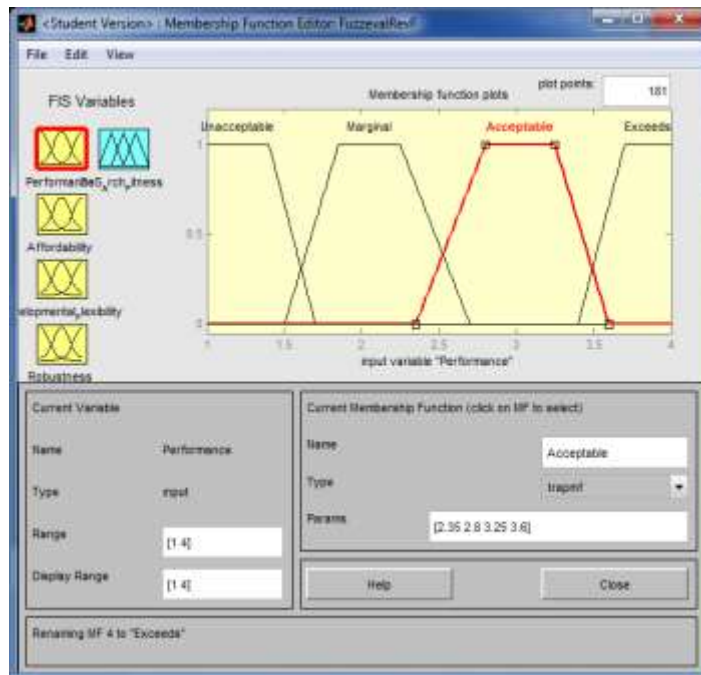 <Student Version> : Membership Function Editor: FuzzevalRevF
File Edit View
FIS Variables
Membership function plots
plot points:
181
Unacceptable Marginal Acceptable Exceeds
1
0.5
0
1 1.5 2 2.5 3 3.5 4
input variable "Performance"
Affordability
Robustness
Current Variable
Name Performance
Type input
Range [1 4]
Display Range [1 4]
Current Membership Function (click on MF to select)
Name Acceptable
Type trapmf
Params [2.35 2.8 3.25 3.6]
Help Close
Renaming MF 4 to "Exceeds"